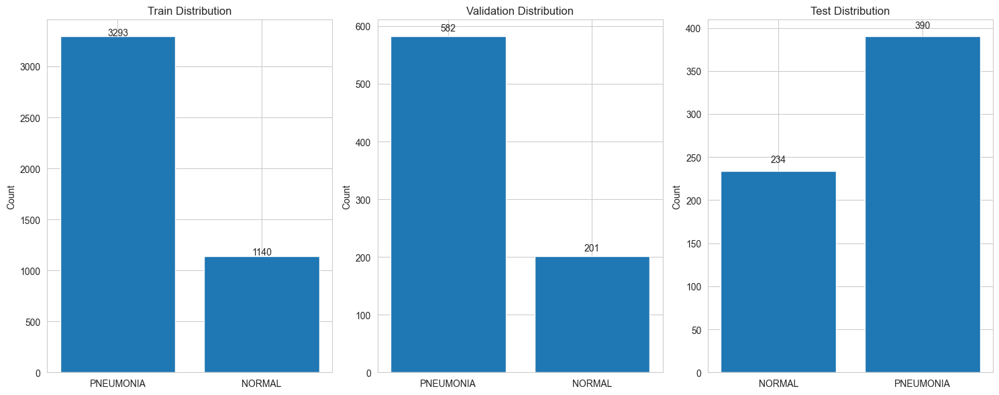 Train Distribution
3293
1140
3000
2500
2000
1500
1000
500
0
Count
PNEUMONIA
NORMAL
Validation Distribution
582
201
600
500
400
300
200
100
0
Count
PNEUMONIA
NORMAL
Test Distribution
234
390
400
350
300
250
200
150
100
50
0
Count
NORMAL
PNEUMONIA